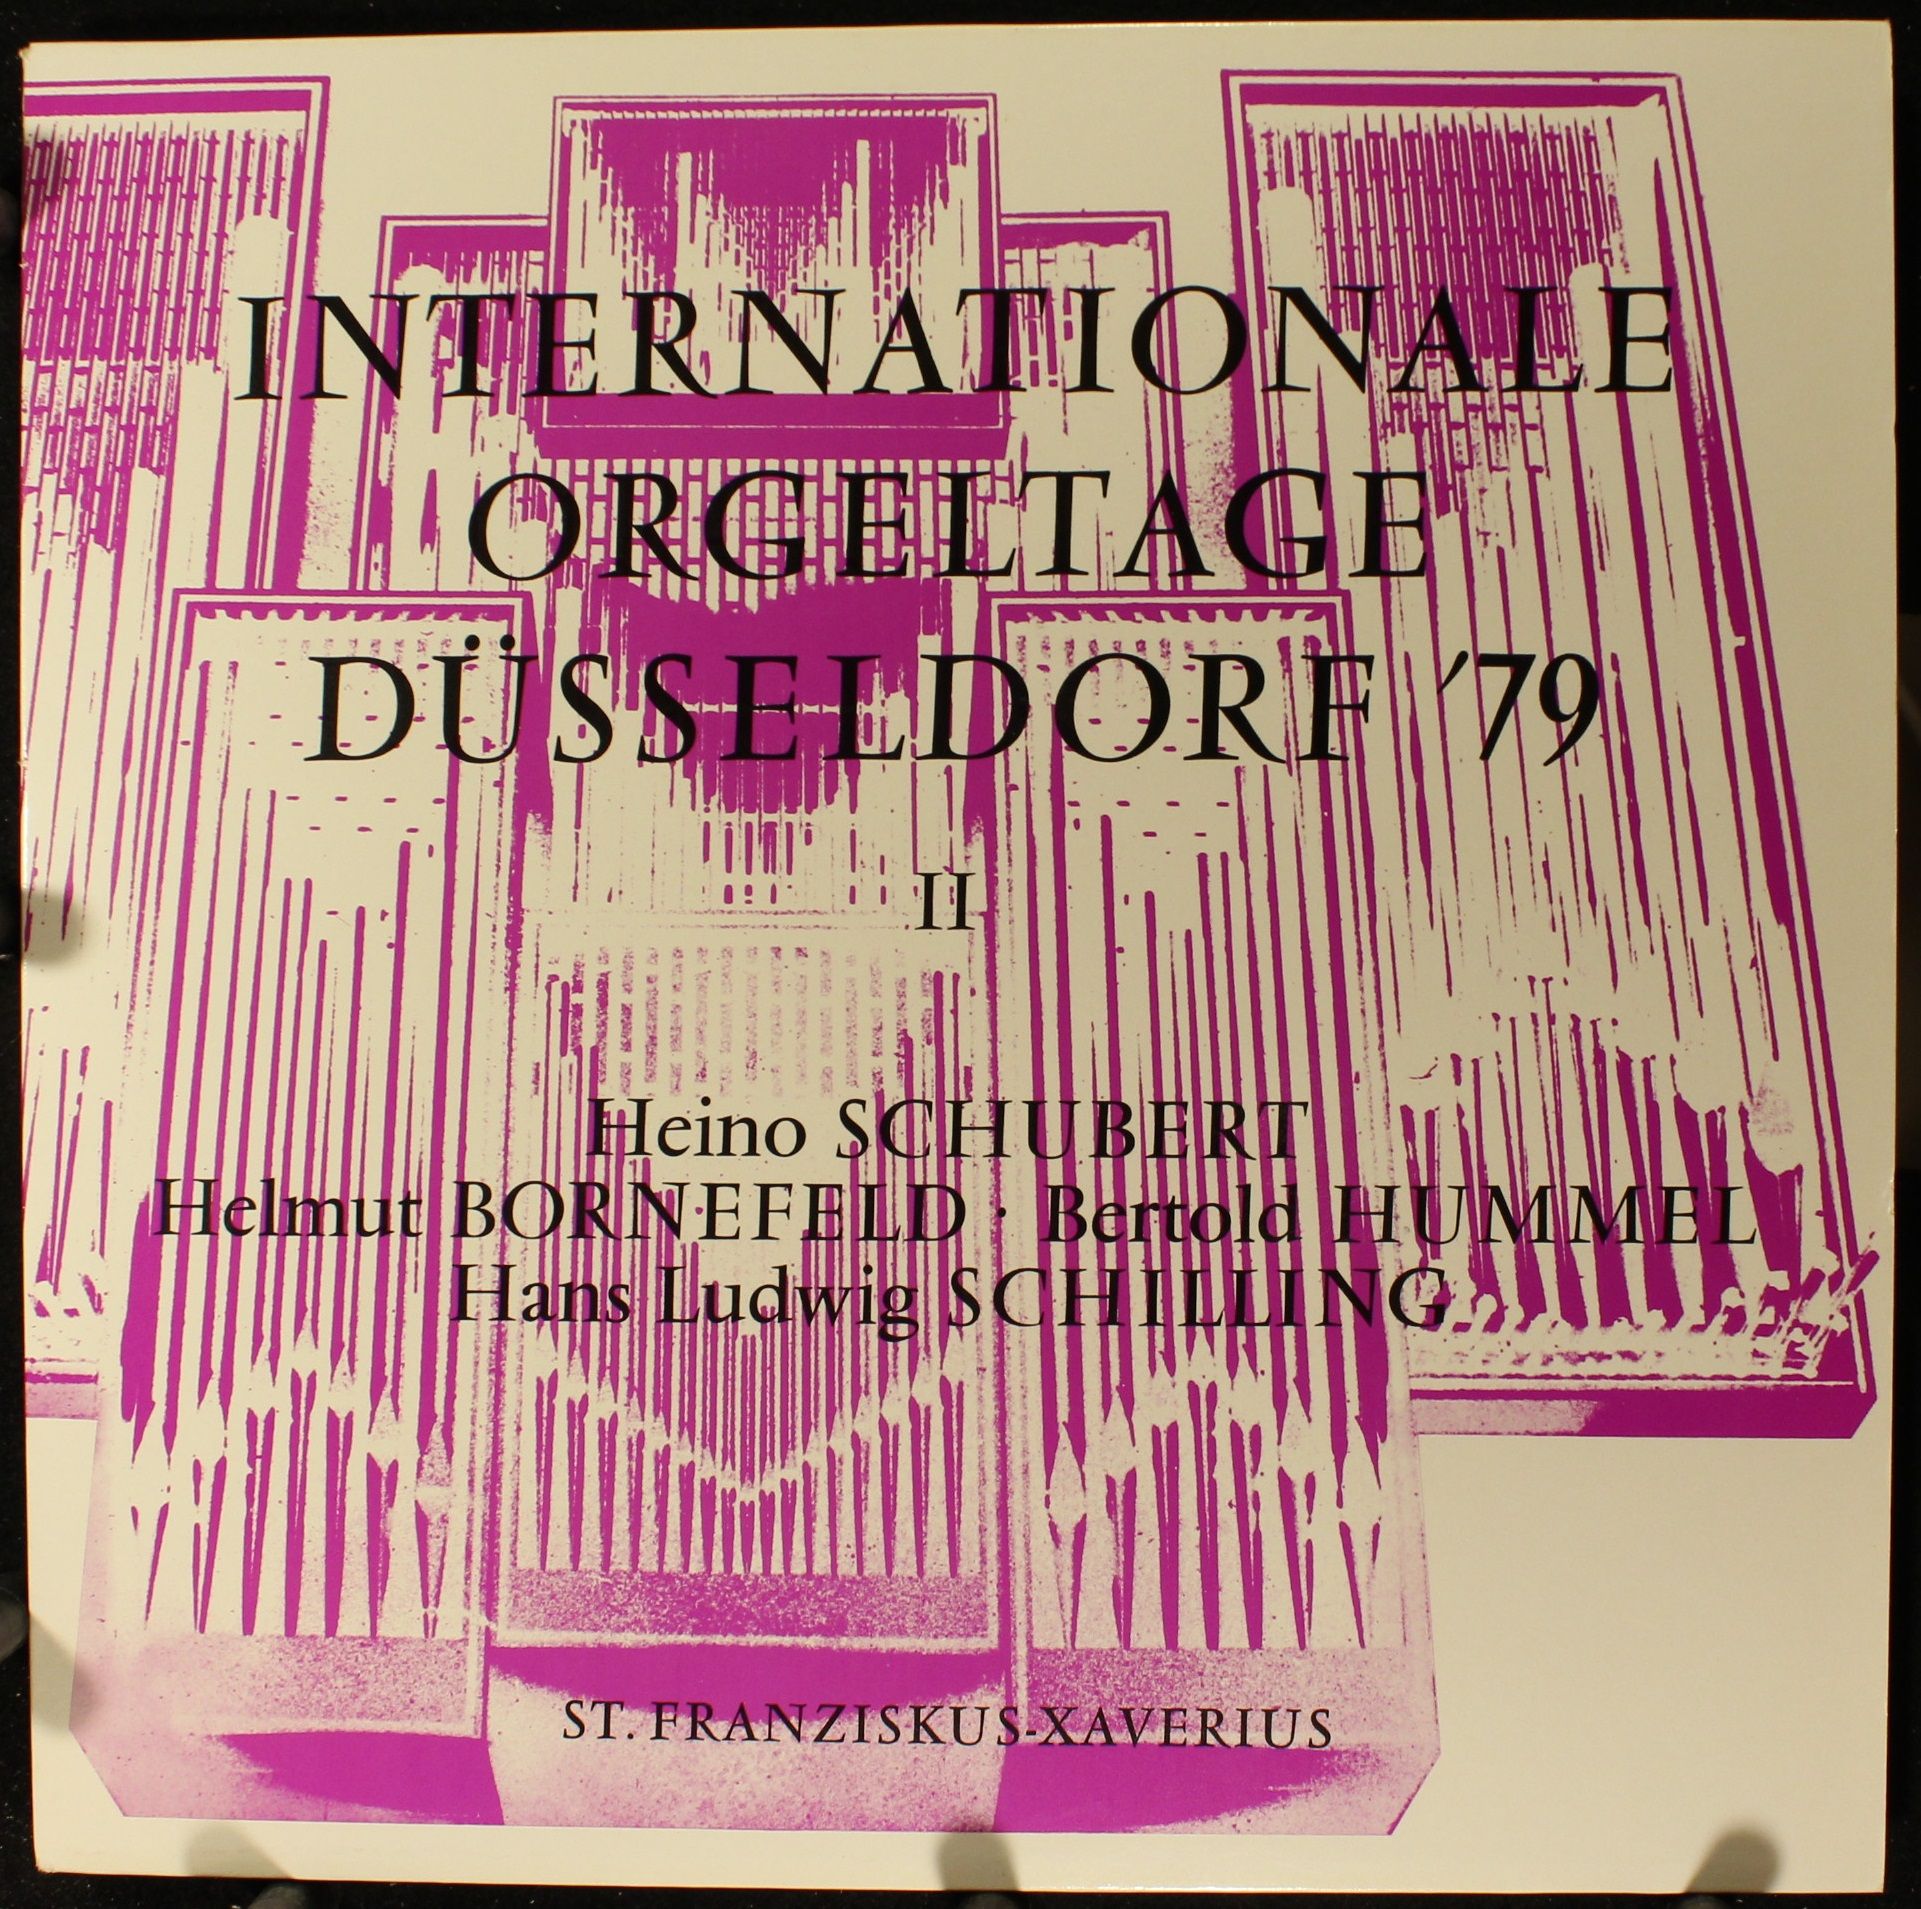 INTERNATIONALE
ORGELTAGE
DÜSSELDORF '79
II
Heino SCHUBERT
Helmut BORNEFELD · Bertold HUMMEL
Hans Ludwig SCHILLING
ST. FRANZISKUS-XAVERIUS